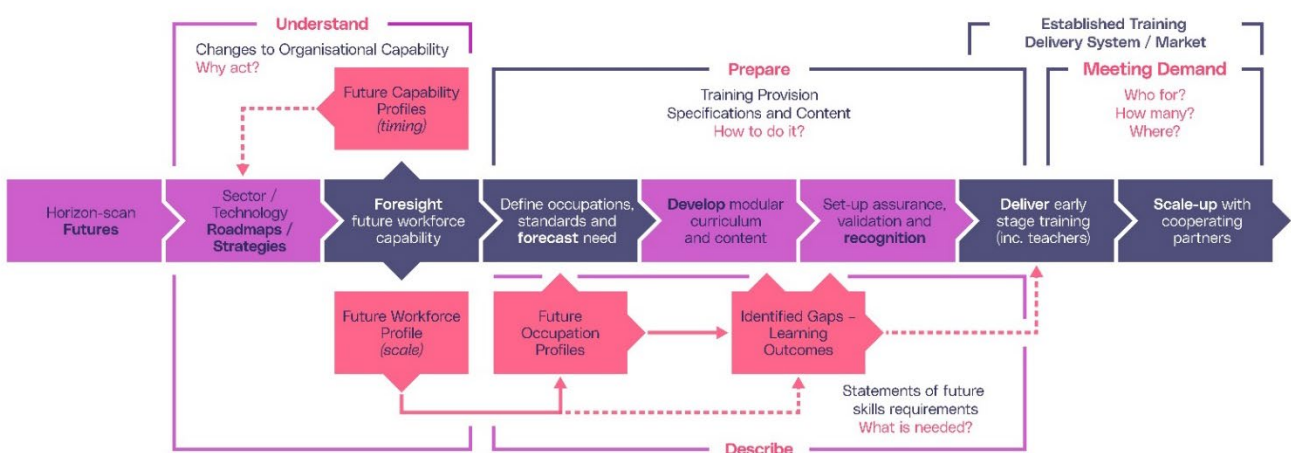 Understand
Changes to Organisational Capability
Why act?
Future Capability
Profiles
(timing)
Prepare
Training Provision
Specifications and Content
How to do it?
Established Training
Delivery System / Market
Meeting Demand
Who for?
How many?
Where?
Horizon-scan
Futures
Sector /
Technology
Roadmaps /
Strategies
Foresight
future workforce
capability
Define occupations,
standards and
forecast need
Develop modular
curriculum
and content
Set-up assurance,
validation and
recognition
Deliver early
stage training
(inc. teachers)
Scale-up with
cooperating
partners
Future Workforce
Profile
(scale)
Future
Occupation
Profiles
Identified Gaps –
Learning
Outcomes
Statements of future
skills requirements
What is needed?
Describe